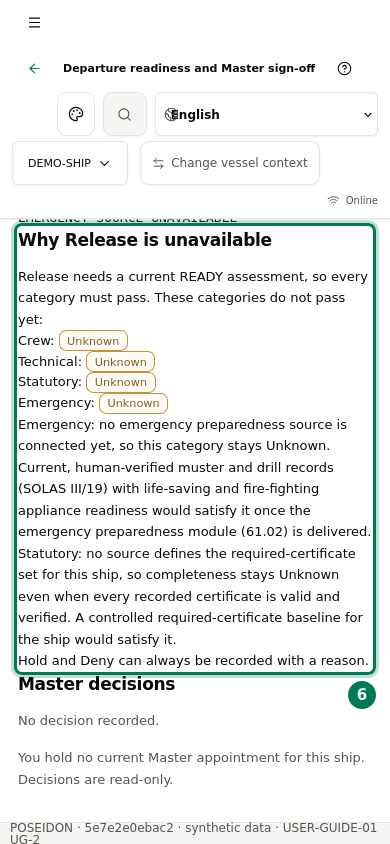 Departure readiness and Master sign-off
English
DEMO-SHIP
Change vessel context
Online
EMERGENCY SOURCE UNAVAILABLE
Why Release is unavailable
Release needs a current READY assessment, so every
category must pass. These categories do not pass
yet:
Crew: Unknown
Technical: Unknown
Statutory: Unknown
Emergency: Unknown
Emergency: no emergency preparedness source is
connected yet, so this category stays Unknown.
Current, human-verified muster and drill records
(SOLAS III/19) with life-saving and fire-fighting
appliance readiness would satisfy it once the
emergency preparedness module (61.02) is delivered.
Statutory: no source defines the required-certificate
set for this ship, so completeness stays Unknown
even when every recorded certificate is valid and
verified. A controlled required-certificate baseline for
the ship would satisfy it.
Hold and Deny can always be recorded with a reason.
Master decisions
6
No decision recorded.
You hold no current Master appointment for this ship.
Decisions are read-only.
POSEIDON · 5e7e2e0ebac2 · synthetic data · USER-GUIDE-01
UG-2